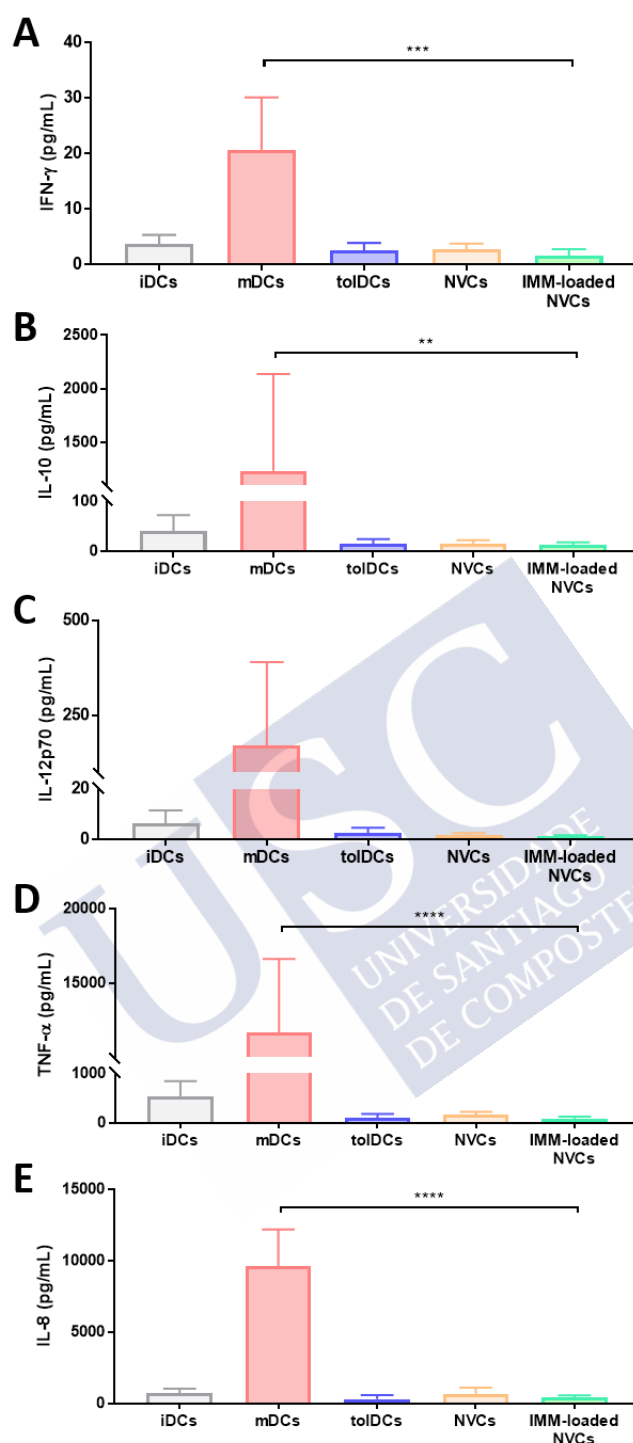 A
IFN-γ (pg/mL)
40
30
20
10
0
***
iDCs mDCs tolDCs NVCs IMM-loaded
NVCs
B
IL-10 (pg/mL)
2500
2000
1500
100
0
**
iDCs mDCs tolDCs NVCs IMM-loaded
NVCs
C
IL-12p70 (pg/mL)
500
250
20
0
iDCs mDCs tolDCs NVCs IMM-loaded
NVCs
D
TNF-α (pg/mL)
20000
15000
1000
0
****
iDCs mDCs tolDCs NVCs IMM-loaded
NVCs
E
IL-8 (pg/mL)
15000
10000
5000
0
****
iDCs mDCs tolDCs NVCs IMM-loaded
NVCs
USC
UNIVERSIDADE
DE SANTIAGO
DE COMPOSTE